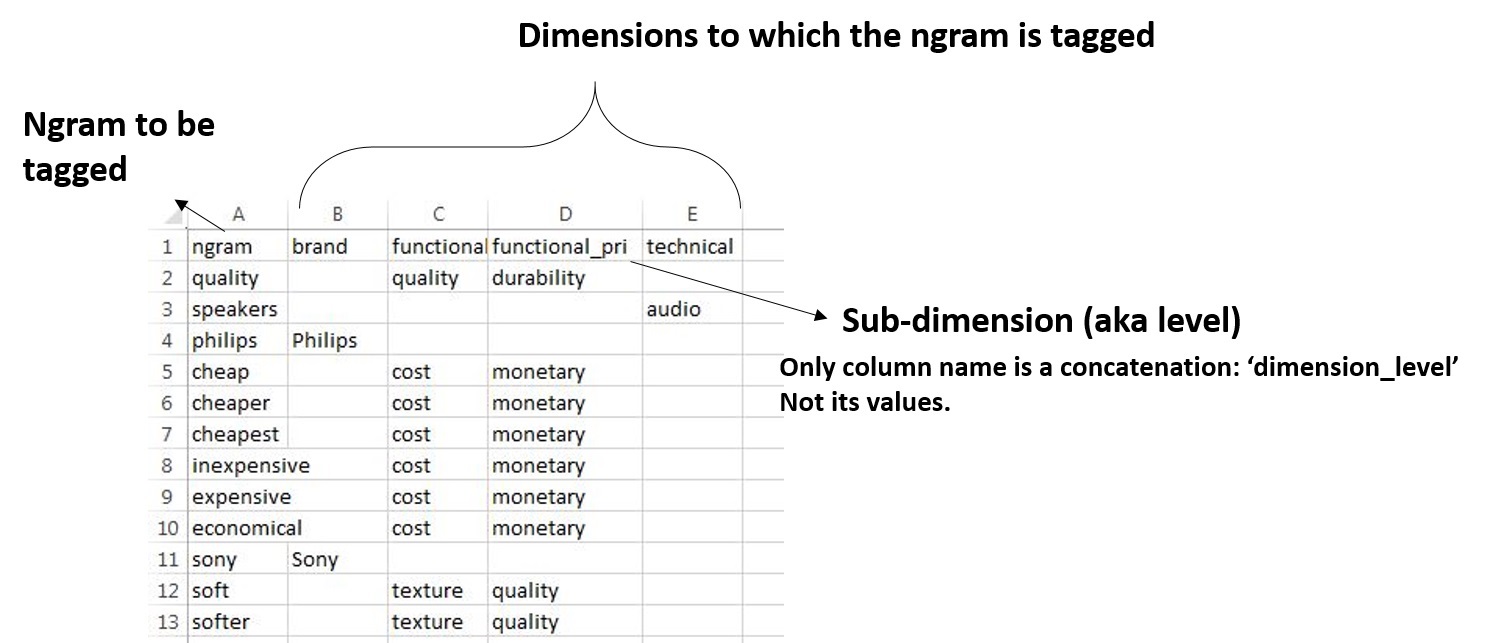 Dimensions to which the ngram is tagged
Ngram to be
tagged
A B C D E
1 ngram brand functional functional_pri technical
2 quality quality durability
3 speakers audio
4 philips Philips
5 cheap cost monetary
6 cheaper cost monetary
7 cheapest cost monetary
8 inexpensive cost monetary
9 expensive cost monetary
10 economical cost monetary
11 sony Sony
12 soft texture quality
13 softer texture quality
Sub-dimension (aka level)
Only column name is a concatenation: ‘dimension_level’
Not its values.